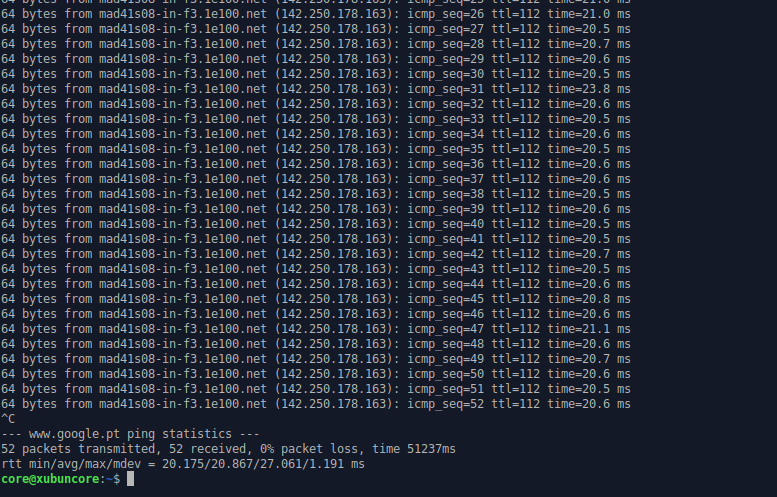 64 bytes from mad41s08-in-f3.1e100.net (142.250.178.163): icmp_seq=25 ttl=112 time=21.0 ms
64 bytes from mad41s08-in-f3.1e100.net (142.250.178.163): icmp_seq=26 ttl=112 time=21.0 ms
64 bytes from mad41s08-in-f3.1e100.net (142.250.178.163): icmp_seq=27 ttl=112 time=20.5 ms
64 bytes from mad41s08-in-f3.1e100.net (142.250.178.163): icmp_seq=28 ttl=112 time=20.7 ms
64 bytes from mad41s08-in-f3.1e100.net (142.250.178.163): icmp_seq=29 ttl=112 time=20.6 ms
64 bytes from mad41s08-in-f3.1e100.net (142.250.178.163): icmp_seq=30 ttl=112 time=20.5 ms
64 bytes from mad41s08-in-f3.1e100.net (142.250.178.163): icmp_seq=31 ttl=112 time=23.8 ms
64 bytes from mad41s08-in-f3.1e100.net (142.250.178.163): icmp_seq=32 ttl=112 time=20.6 ms
64 bytes from mad41s08-in-f3.1e100.net (142.250.178.163): icmp_seq=33 ttl=112 time=20.5 ms
64 bytes from mad41s08-in-f3.1e100.net (142.250.178.163): icmp_seq=34 ttl=112 time=20.6 ms
64 bytes from mad41s08-in-f3.1e100.net (142.250.178.163): icmp_seq=35 ttl=112 time=20.5 ms
64 bytes from mad41s08-in-f3.1e100.net (142.250.178.163): icmp_seq=36 ttl=112 time=20.6 ms
64 bytes from mad41s08-in-f3.1e100.net (142.250.178.163): icmp_seq=37 ttl=112 time=20.6 ms
64 bytes from mad41s08-in-f3.1e100.net (142.250.178.163): icmp_seq=38 ttl=112 time=20.5 ms
64 bytes from mad41s08-in-f3.1e100.net (142.250.178.163): icmp_seq=39 ttl=112 time=20.6 ms
64 bytes from mad41s08-in-f3.1e100.net (142.250.178.163): icmp_seq=40 ttl=112 time=20.5 ms
64 bytes from mad41s08-in-f3.1e100.net (142.250.178.163): icmp_seq=41 ttl=112 time=20.5 ms
64 bytes from mad41s08-in-f3.1e100.net (142.250.178.163): icmp_seq=42 ttl=112 time=20.7 ms
64 bytes from mad41s08-in-f3.1e100.net (142.250.178.163): icmp_seq=43 ttl=112 time=20.5 ms
64 bytes from mad41s08-in-f3.1e100.net (142.250.178.163): icmp_seq=44 ttl=112 time=20.6 ms
64 bytes from mad41s08-in-f3.1e100.net (142.250.178.163): icmp_seq=45 ttl=112 time=20.8 ms
64 bytes from mad41s08-in-f3.1e100.net (142.250.178.163): icmp_seq=46 ttl=112 time=20.6 ms
64 bytes from mad41s08-in-f3.1e100.net (142.250.178.163): icmp_seq=47 ttl=112 time=21.1 ms
64 bytes from mad41s08-in-f3.1e100.net (142.250.178.163): icmp_seq=48 ttl=112 time=20.6 ms
64 bytes from mad41s08-in-f3.1e100.net (142.250.178.163): icmp_seq=49 ttl=112 time=20.7 ms
64 bytes from mad41s08-in-f3.1e100.net (142.250.178.163): icmp_seq=50 ttl=112 time=20.6 ms
64 bytes from mad41s08-in-f3.1e100.net (142.250.178.163): icmp_seq=51 ttl=112 time=20.5 ms
64 bytes from mad41s08-in-f3.1e100.net (142.250.178.163): icmp_seq=52 ttl=112 time=20.6 ms
^C
--- www.google.pt ping statistics ---
52 packets transmitted, 52 received, 0% packet loss, time 51237ms
rtt min/avg/max/mdev = 20.175/20.867/27.061/1.191 ms
core@xubuncore:~$